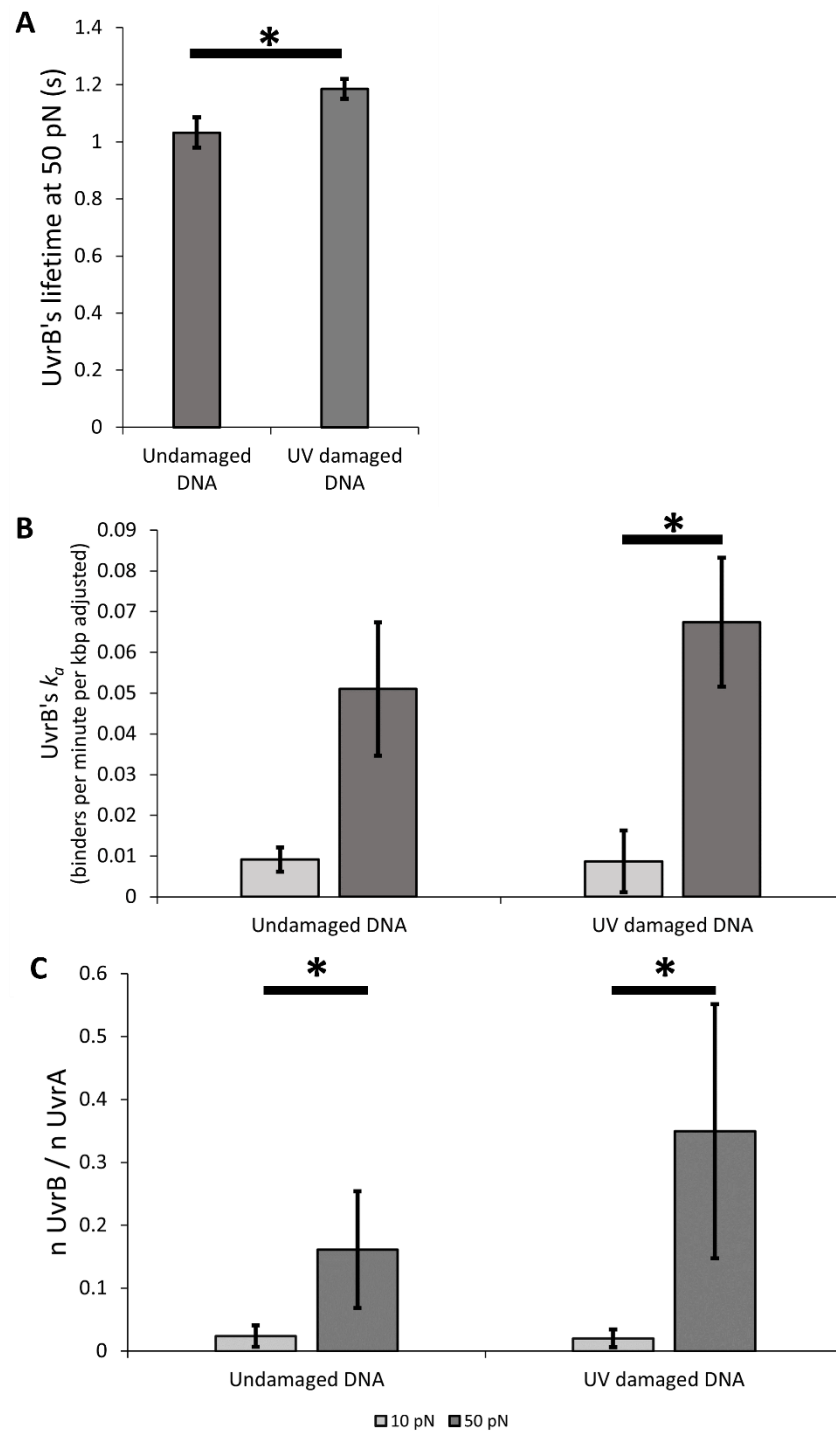 A
UvrB's lifetime at 50 pN (s)
1.4
1.2
1
0.8
0.6
0.4
0.2
0
*
Undamaged
DNA
UV damaged
DNA
B
UvrB's ka
(binders per minute per kbp adjusted)
0.09
0.08
0.07
0.06
0.05
0.04
0.03
0.02
0.01
0
*
Undamaged DNA
UV damaged DNA
C
n UvrB / n UvrA
0.6
0.5
0.4
0.3
0.2
0.1
0
*
*
Undamaged DNA
UV damaged DNA
10 pN 50 pN